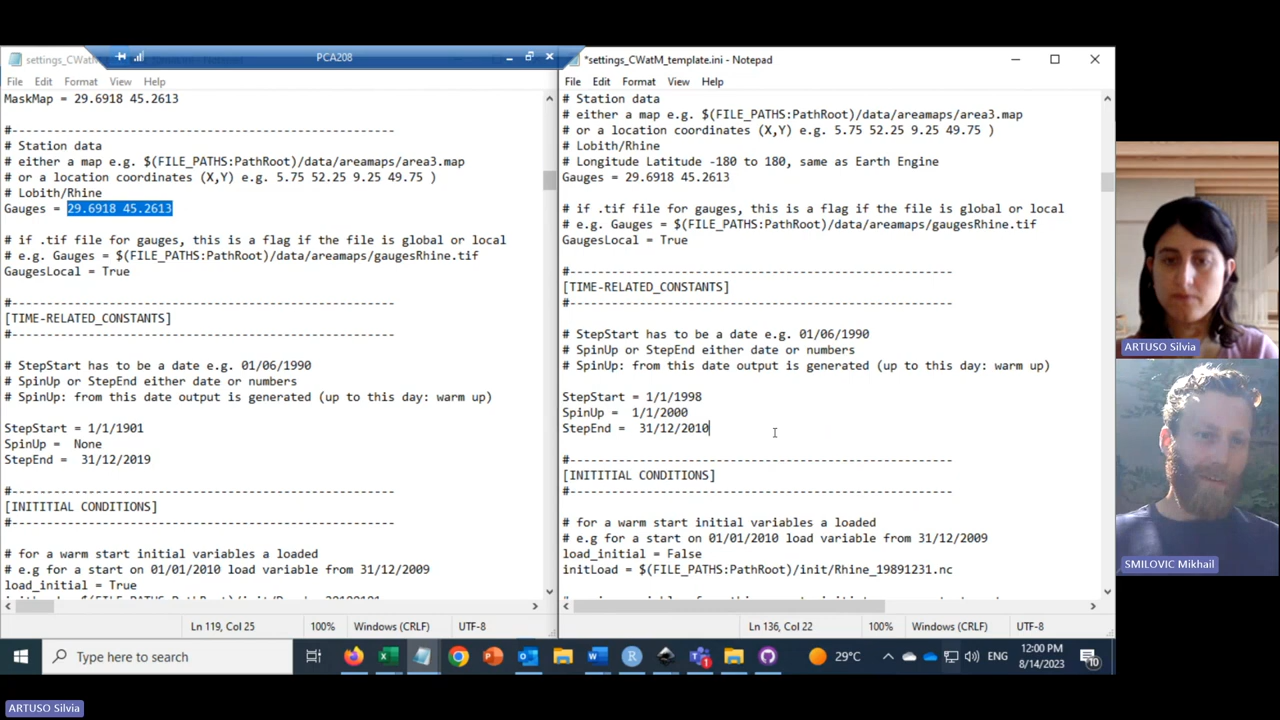 settings_CWatM
PCA208
File Edit Format View Help
MaskMap = 29.6918 45.2613
#----------------------------------------------------
# Station data
# either a map e.g. $(FILE_PATHS:PathRoot)/data/areamaps/area3.map
# or a location coordinates (X,Y) e.g. 5.75 52.25 9.25 49.75 )
# Lobith/Rhine
Gauges = 29.6918 45.2613
# if .tif file for gauges, this is a flag if the file is global or local
# e.g. Gauges = $(FILE_PATHS:PathRoot)/data/areamaps/gaugesRhine.tif
GaugesLocal = True
#----------------------------------------------------
[TIME-RELATED_CONSTANTS]
#----------------------------------------------------
# StepStart has to be a date e.g. 01/06/1990
# SpinUp or StepEnd either date or numbers
# SpinUp: from this date output is generated (up to this day: warm up)
StepStart = 1/1/1901
SpinUp =  None
StepEnd =  31/12/2019
#----------------------------------------------------
[INITITIAL CONDITIONS]
#----------------------------------------------------
# for a warm start initial variables a loaded
# e.g for a start on 01/01/2010 load variable from 31/12/2009
load_initial = True
Ln 119, Col 25
100%
Windows (CRLF)
UTF-8
*settings_CWatM_template.ini - Notepad
File Edit Format View Help
# Station data
# either a map e.g. $(FILE_PATHS:PathRoot)/data/areamaps/area3.map
# or a location coordinates (X,Y) e.g. 5.75 52.25 9.25 49.75 )
# Lobith/Rhine
# Longitude Latitude -180 to 180, same as Earth Engine
Gauges = 29.6918 45.2613
# if .tif file for gauges, this is a flag if the file is global or local
# e.g. Gauges = $(FILE_PATHS:PathRoot)/data/areamaps/gaugesRhine.tif
GaugesLocal = True
#----------------------------------------------------
[TIME-RELATED_CONSTANTS]
#----------------------------------------------------
# StepStart has to be a date e.g. 01/06/1990
# SpinUp or StepEnd either date or numbers
# SpinUp: from this date output is generated (up to this day: warm up)
StepStart = 1/1/1998
SpinUp =  1/1/2000
StepEnd =  31/12/2010
#----------------------------------------------------
[INITITIAL CONDITIONS]
#----------------------------------------------------
# for a warm start initial variables a loaded
# e.g for a start on 01/01/2010 load variable from 31/12/2009
load_initial = False
initLoad = $(FILE_PATHS:PathRoot)/init/Rhine_19891231.nc
Ln 136, Col 22
100%
Windows (CRLF)
UTF-8
ARTUSO Silvia
SMILOVIC Mikhail
Type here to search
29°C
ENG
12:00 PM
8/14/2023
10
1
ARTUSO Silvia